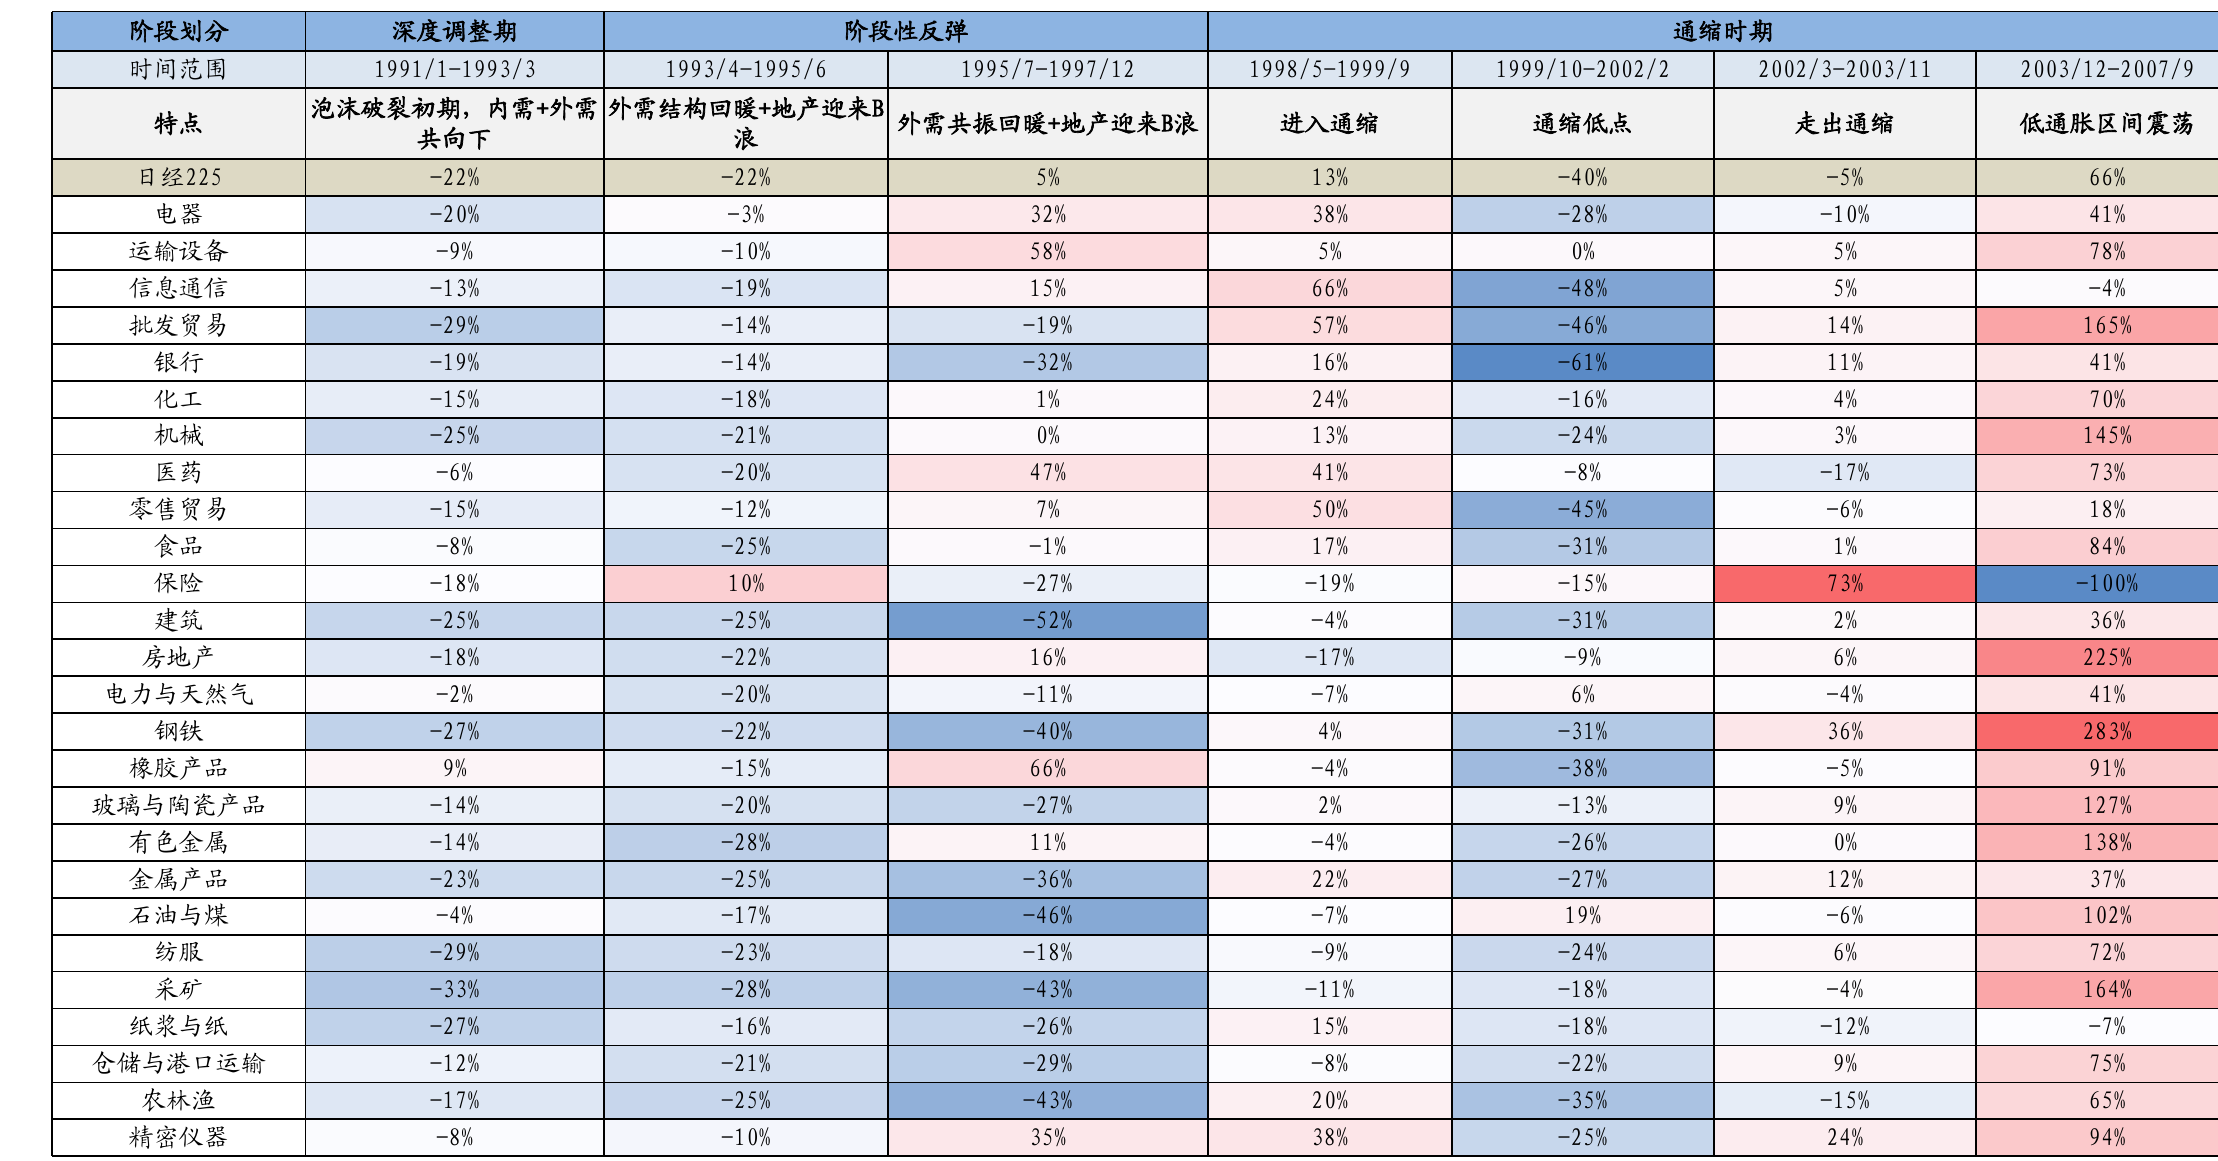 阶段划分 深度调整期 阶段性反弹 通缩时期
时间范围 1991/1-1993/3 1993/4-1995/6 1995/7-1997/12 1998/5-1999/9 1999/10-2002/2 2002/3-2003/11 2003/12-2007/9
特点 泡沫破裂初期，内需+外需
共向下 外需结构回暖+地产迎来B
浪 外需共振回暖+地产迎来B浪 进入通缩 通缩低点 走出通缩 低通胀区间震荡
日经225 -22% -22% 5% 13% -40% -5% 66%
电器 -20% -3% 32% 38% -28% -10% 41%
运输设备 -9% -10% 58% 5% 0% 5% 78%
信息通信 -13% -19% 15% 66% -48% 5% -4%
批发贸易 -29% -14% -19% 57% -46% 14% 165%
银行 -19% -14% -32% 16% -61% 11% 41%
化工 -15% -18% 1% 24% -16% 4% 70%
机械 -25% -21% 0% 13% -24% 3% 145%
医药 -6% -20% 47% 41% -8% -17% 73%
零售贸易 -15% -12% 7% 50% -45% -6% 18%
食品 -8% -25% -1% 17% -31% 1% 84%
保险 -18% 10% -27% -19% -15% 73% -100%
建筑 -25% -25% -52% -4% -31% 2% 36%
房地产 -18% -22% 16% -17% -9% 6% 225%
电力与天然气 -2% -20% -11% -7% 6% -4% 41%
钢铁 -27% -22% -40% 4% -31% 36% 283%
橡胶产品 9% -15% 66% -4% -38% -5% 91%
玻璃与陶瓷产品 -14% -20% -27% 2% -13% 9% 127%
有色金属 -14% -28% 11% -4% -26% 0% 138%
金属产品 -23% -25% -36% 22% -27% 12% 37%
石油与煤 -4% -17% -46% -7% 19% -6% 102%
纺服 -29% -23% -18% -9% -24% 6% 72%
采矿 -33% -28% -43% -11% -18% -4% 164%
纸浆与纸 -27% -16% -26% 15% -18% -12% -7%
仓储与港口运输 -12% -21% -29% -8% -22% 9% 75%
农林渔 -17% -25% -43% 20% -35% -15% 65%
精密仪器 -8% -10% 35% 38% -25% 24% 94%